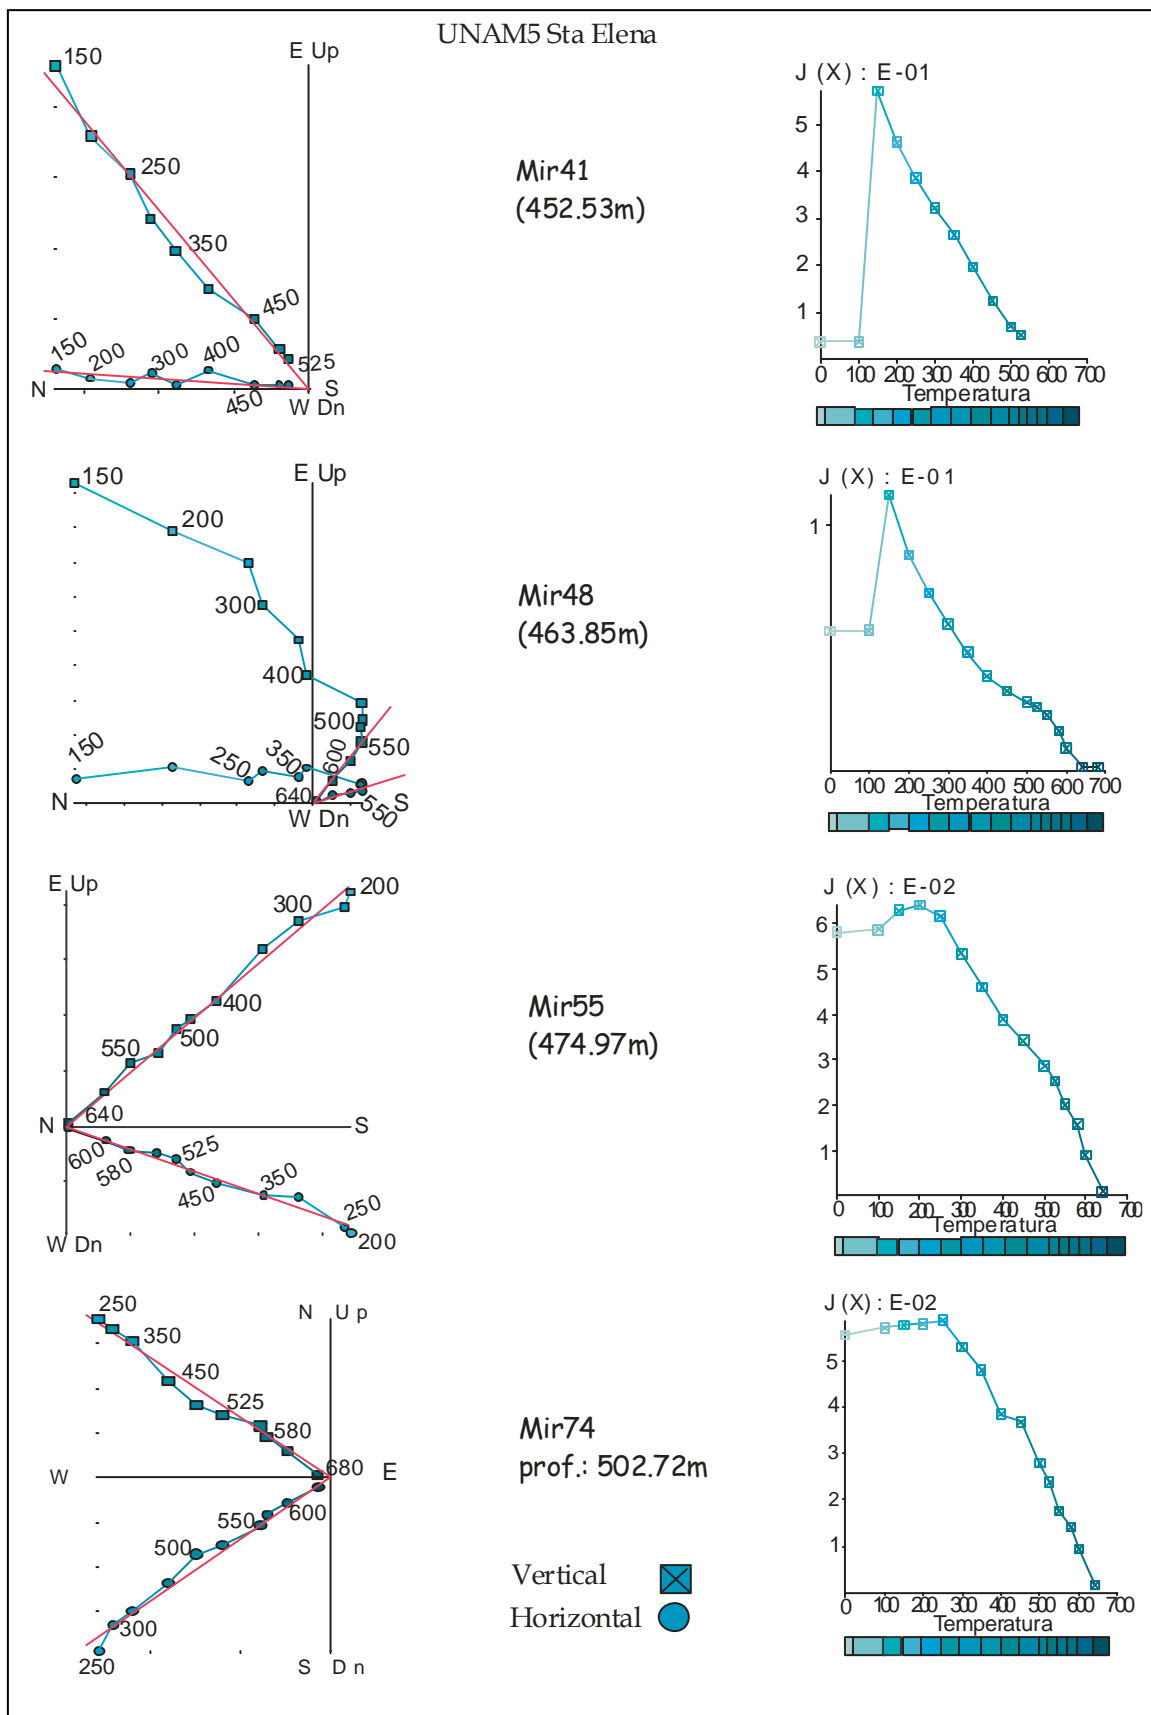 UNAM5 Sta Elena
E Up
150
250
350
450
150
200
300
400
525
450
N
S
W Dn
Mir41
(452.53m)
J (X) : E-01
5
4
3
2
1
0 100 200 300 400 500 600 700
Temperatura
E Up
150
200
300
400
500
550
600
150
250
350
640
550
N
S
W Dn
Mir48
(463.85m)
J (X) : E-01
1
0 100 200 300 400 500 600 700
Temperatura
E Up
200
300
400
500
550
640
N
S
600
580
525
450
350
250
200
W Dn
Mir55
(474.97m)
J (X) : E-02
6
5
4
3
2
1
0 100 200 300 400 500 600 700
Temperatura
N Up
250
350
450
525
580
680
W
E
600
550
500
300
250
S Dn
Mir74
prof.: 502.72m
Vertical
Horizontal
J (X) : E-02
5
4
3
2
1
0 100 200 300 400 500 600 700
Temperatura